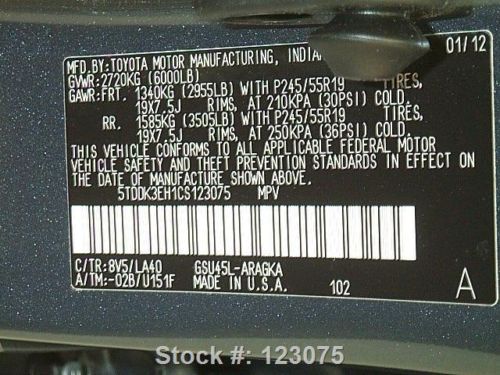 MFD. BY: TOYOTA MOTOR MANUFACTURING, INDIAN 01/12
GVWR: 2720KG (6000LB)
GAWR: FRT. 1340KG (2955LB) WITH P245/55R19 TIRES,
19X7.5J RIMS, AT 210KPA (30PSI) COLD
RR. 1585KG (3505LB) WITH P245/55R19 TIRES,
19X7.5J RIMS, AT 250KPA (36PSI) COLD
THIS VEHICLE CONFORMS TO ALL APPLICABLE FEDERAL MOTOR
VEHICLE SAFETY AND THEFT PREVENTION STANDARDS IN EFFECT ON
THE DATE OF MANUFACTURE SHOWN ABOVE.
5TDDK3EH1CS123075 MPV
C/TR: 8V5/LA40 GSU45L-ARAGKA
A/TM: -02B/U151F MADE IN U.S.A. 102 A
Stock #: 123075